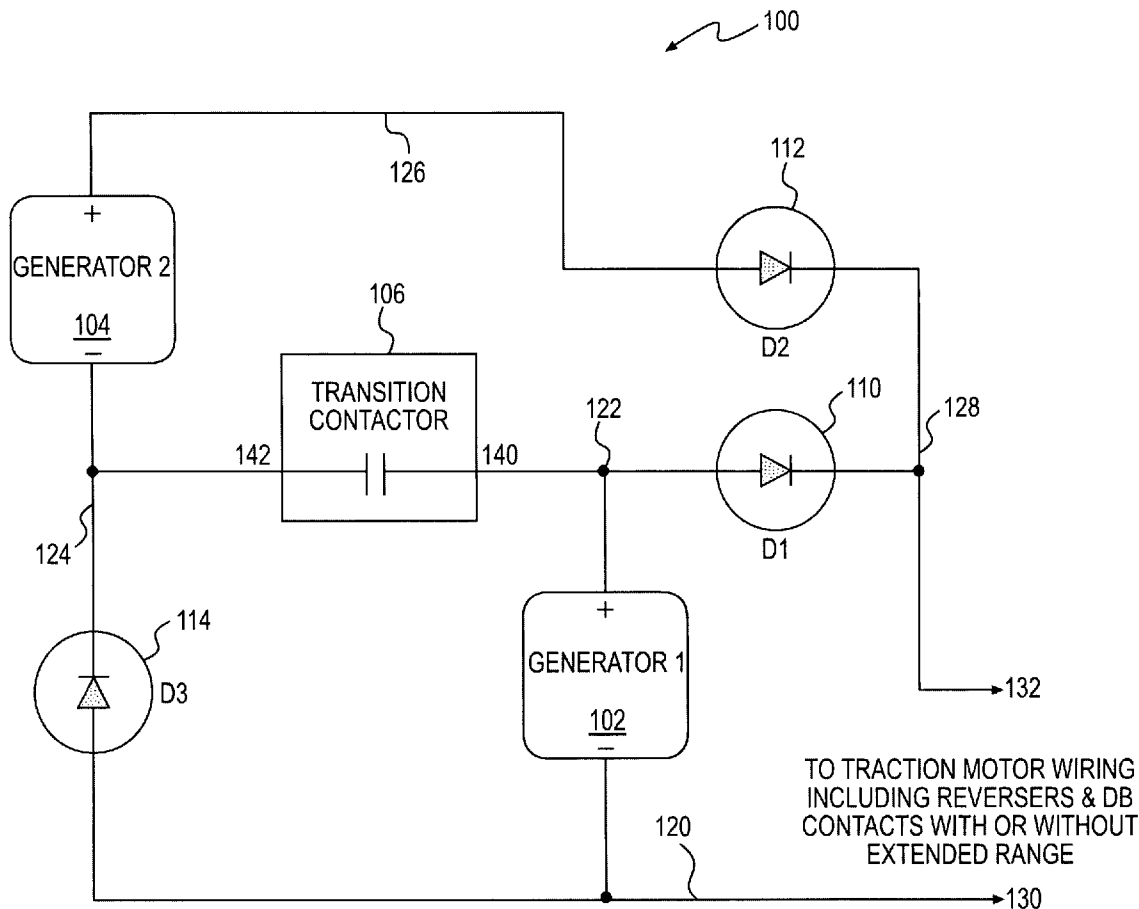 100
126
112
+
GENERATOR 2
104
−
D2
106
TRANSITION
CONTACTOR
142
140
122
110
128
D1
124
114
D3
+
GENERATOR 1
102
−
132
TO TRACTION MOTOR WIRING
INCLUDING REVERSERS & DB
CONTACTS WITH OR WITHOUT
EXTENDED RANGE
120
130